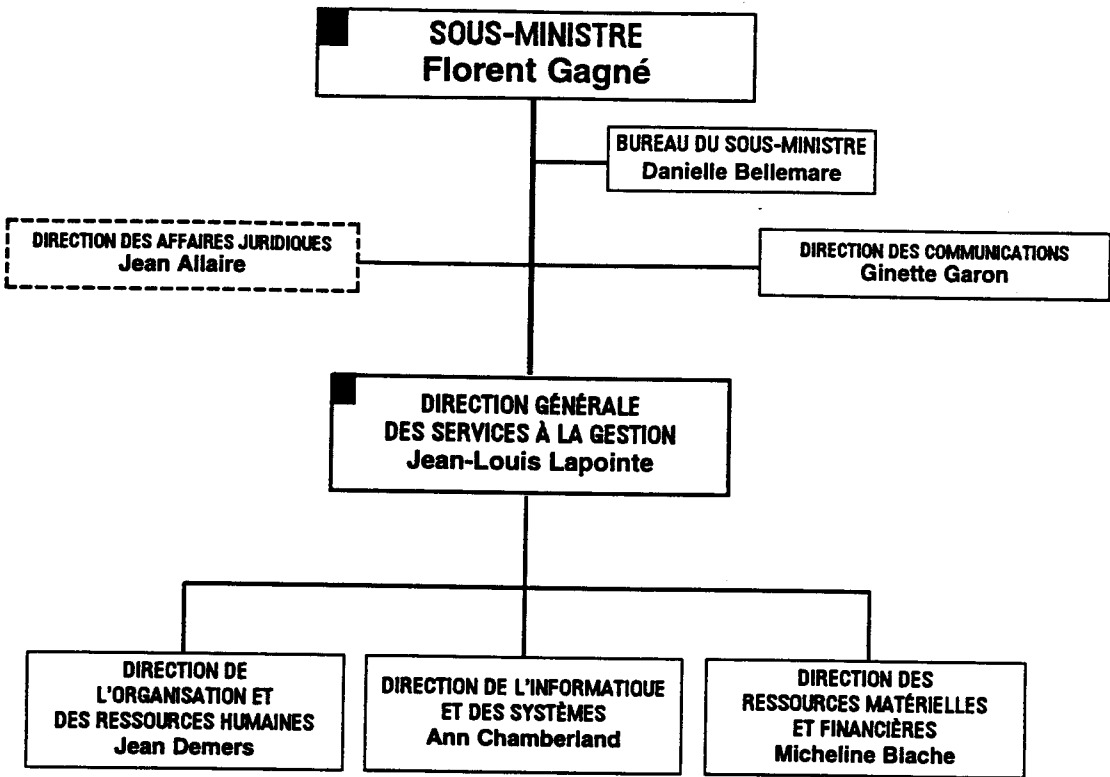 SOUS-MINISTRE
Florent Gagné
BUREAU DU SOUS-MINISTRE
Danielle Bellemare
DIRECTION DES AFFAIRES JURIDIQUES
Jean Allaire
DIRECTION DES COMMUNICATIONS
Ginette Garon
DIRECTION GÉNÉRALE
DES SERVICES À LA GESTION
Jean-Louis Lapointe
DIRECTION DE
L'ORGANISATION ET
DES RESSOURCES HUMAINES
Jean Demers
DIRECTION DE L'INFORMATIQUE
ET DES SYSTÈMES
Ann Chamberland
DIRECTION DES
RESSOURCES MATÉRIELLES
ET FINANCIÈRES
Micheline Blache